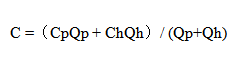 C =（CpQp + ChQh）/ (Qp+Qh)